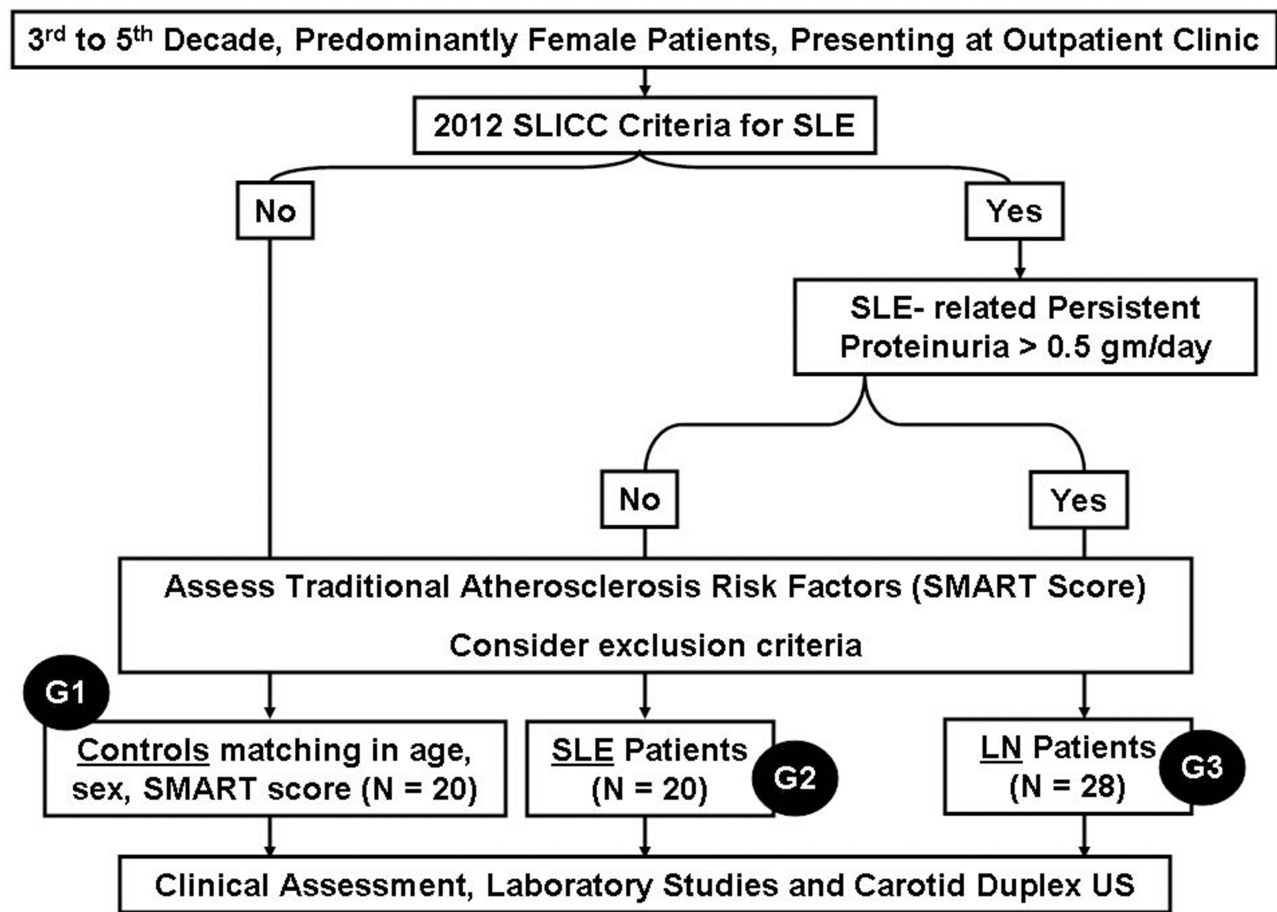 3rd to 5th Decade, Predominantly Female Patients, Presenting at Outpatient Clinic
2012 SLICC Criteria for SLE
No
Yes
SLE- related Persistent
Proteinuria > 0.5 gm/day
No
Yes
Assess Traditional Atherosclerosis Risk Factors (SMART Score)
Consider exclusion criteria
G1
Controls matching in age,
sex, SMART score (N = 20)
SLE Patients
(N = 20)
G2
LN Patients
(N = 28)
G3
Clinical Assessment, Laboratory Studies and Carotid Duplex US